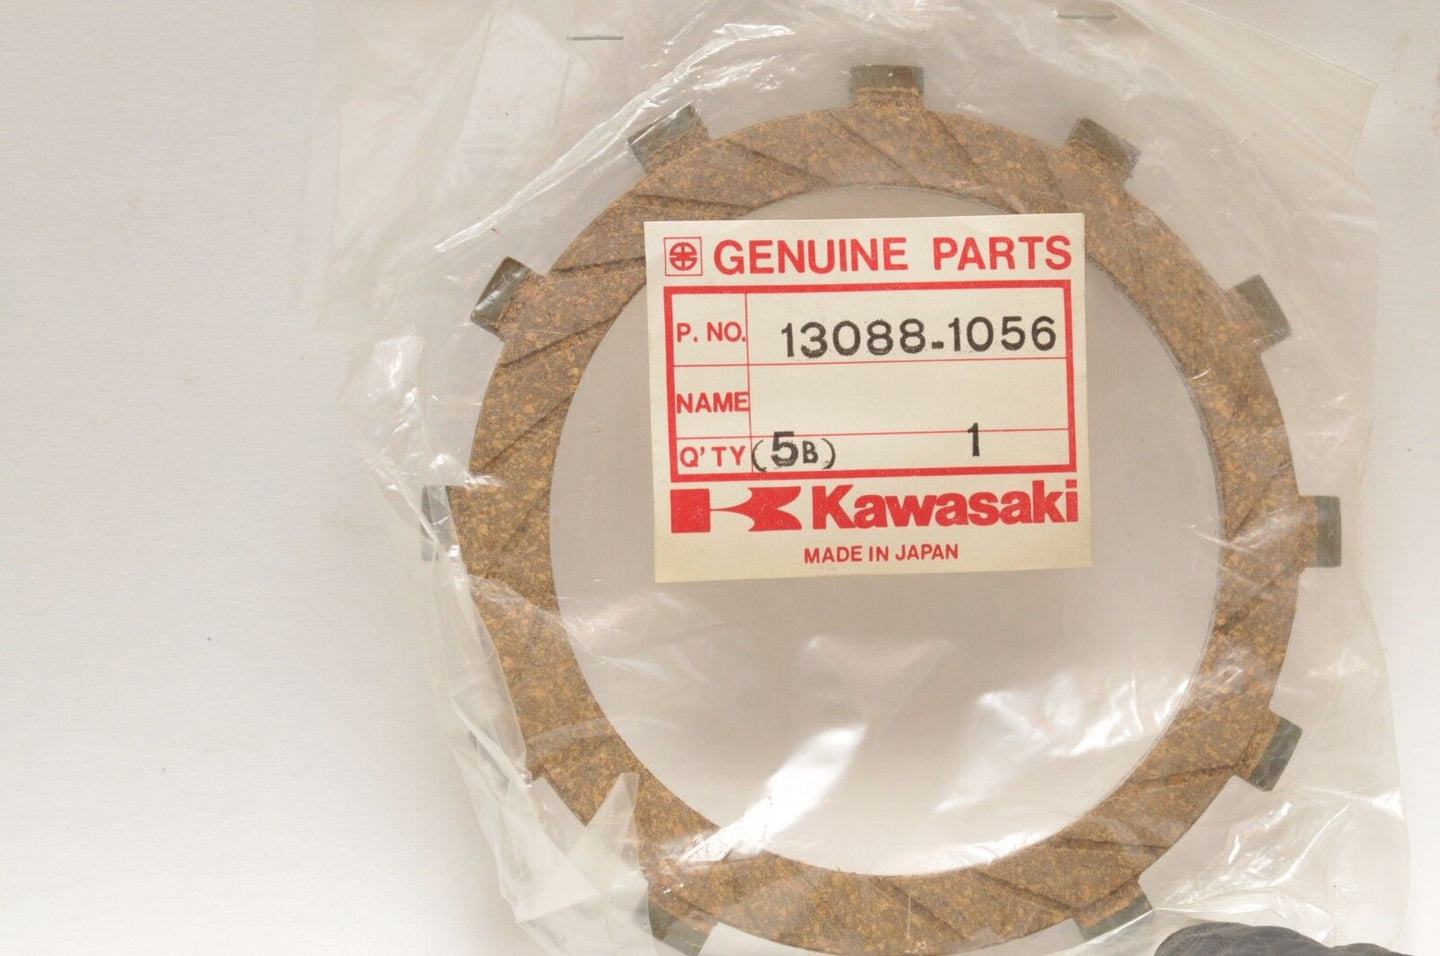 GENUINE PARTS
P. NO. 13088-1056
NAME
Q'TY (5B) 1
Kawasaki
MADE IN JAPAN